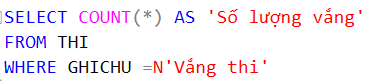 SELECT COUNT(*) AS 'Số lượng vắng'
FROM THI
WHERE GHICHU =N'Vắng thi'